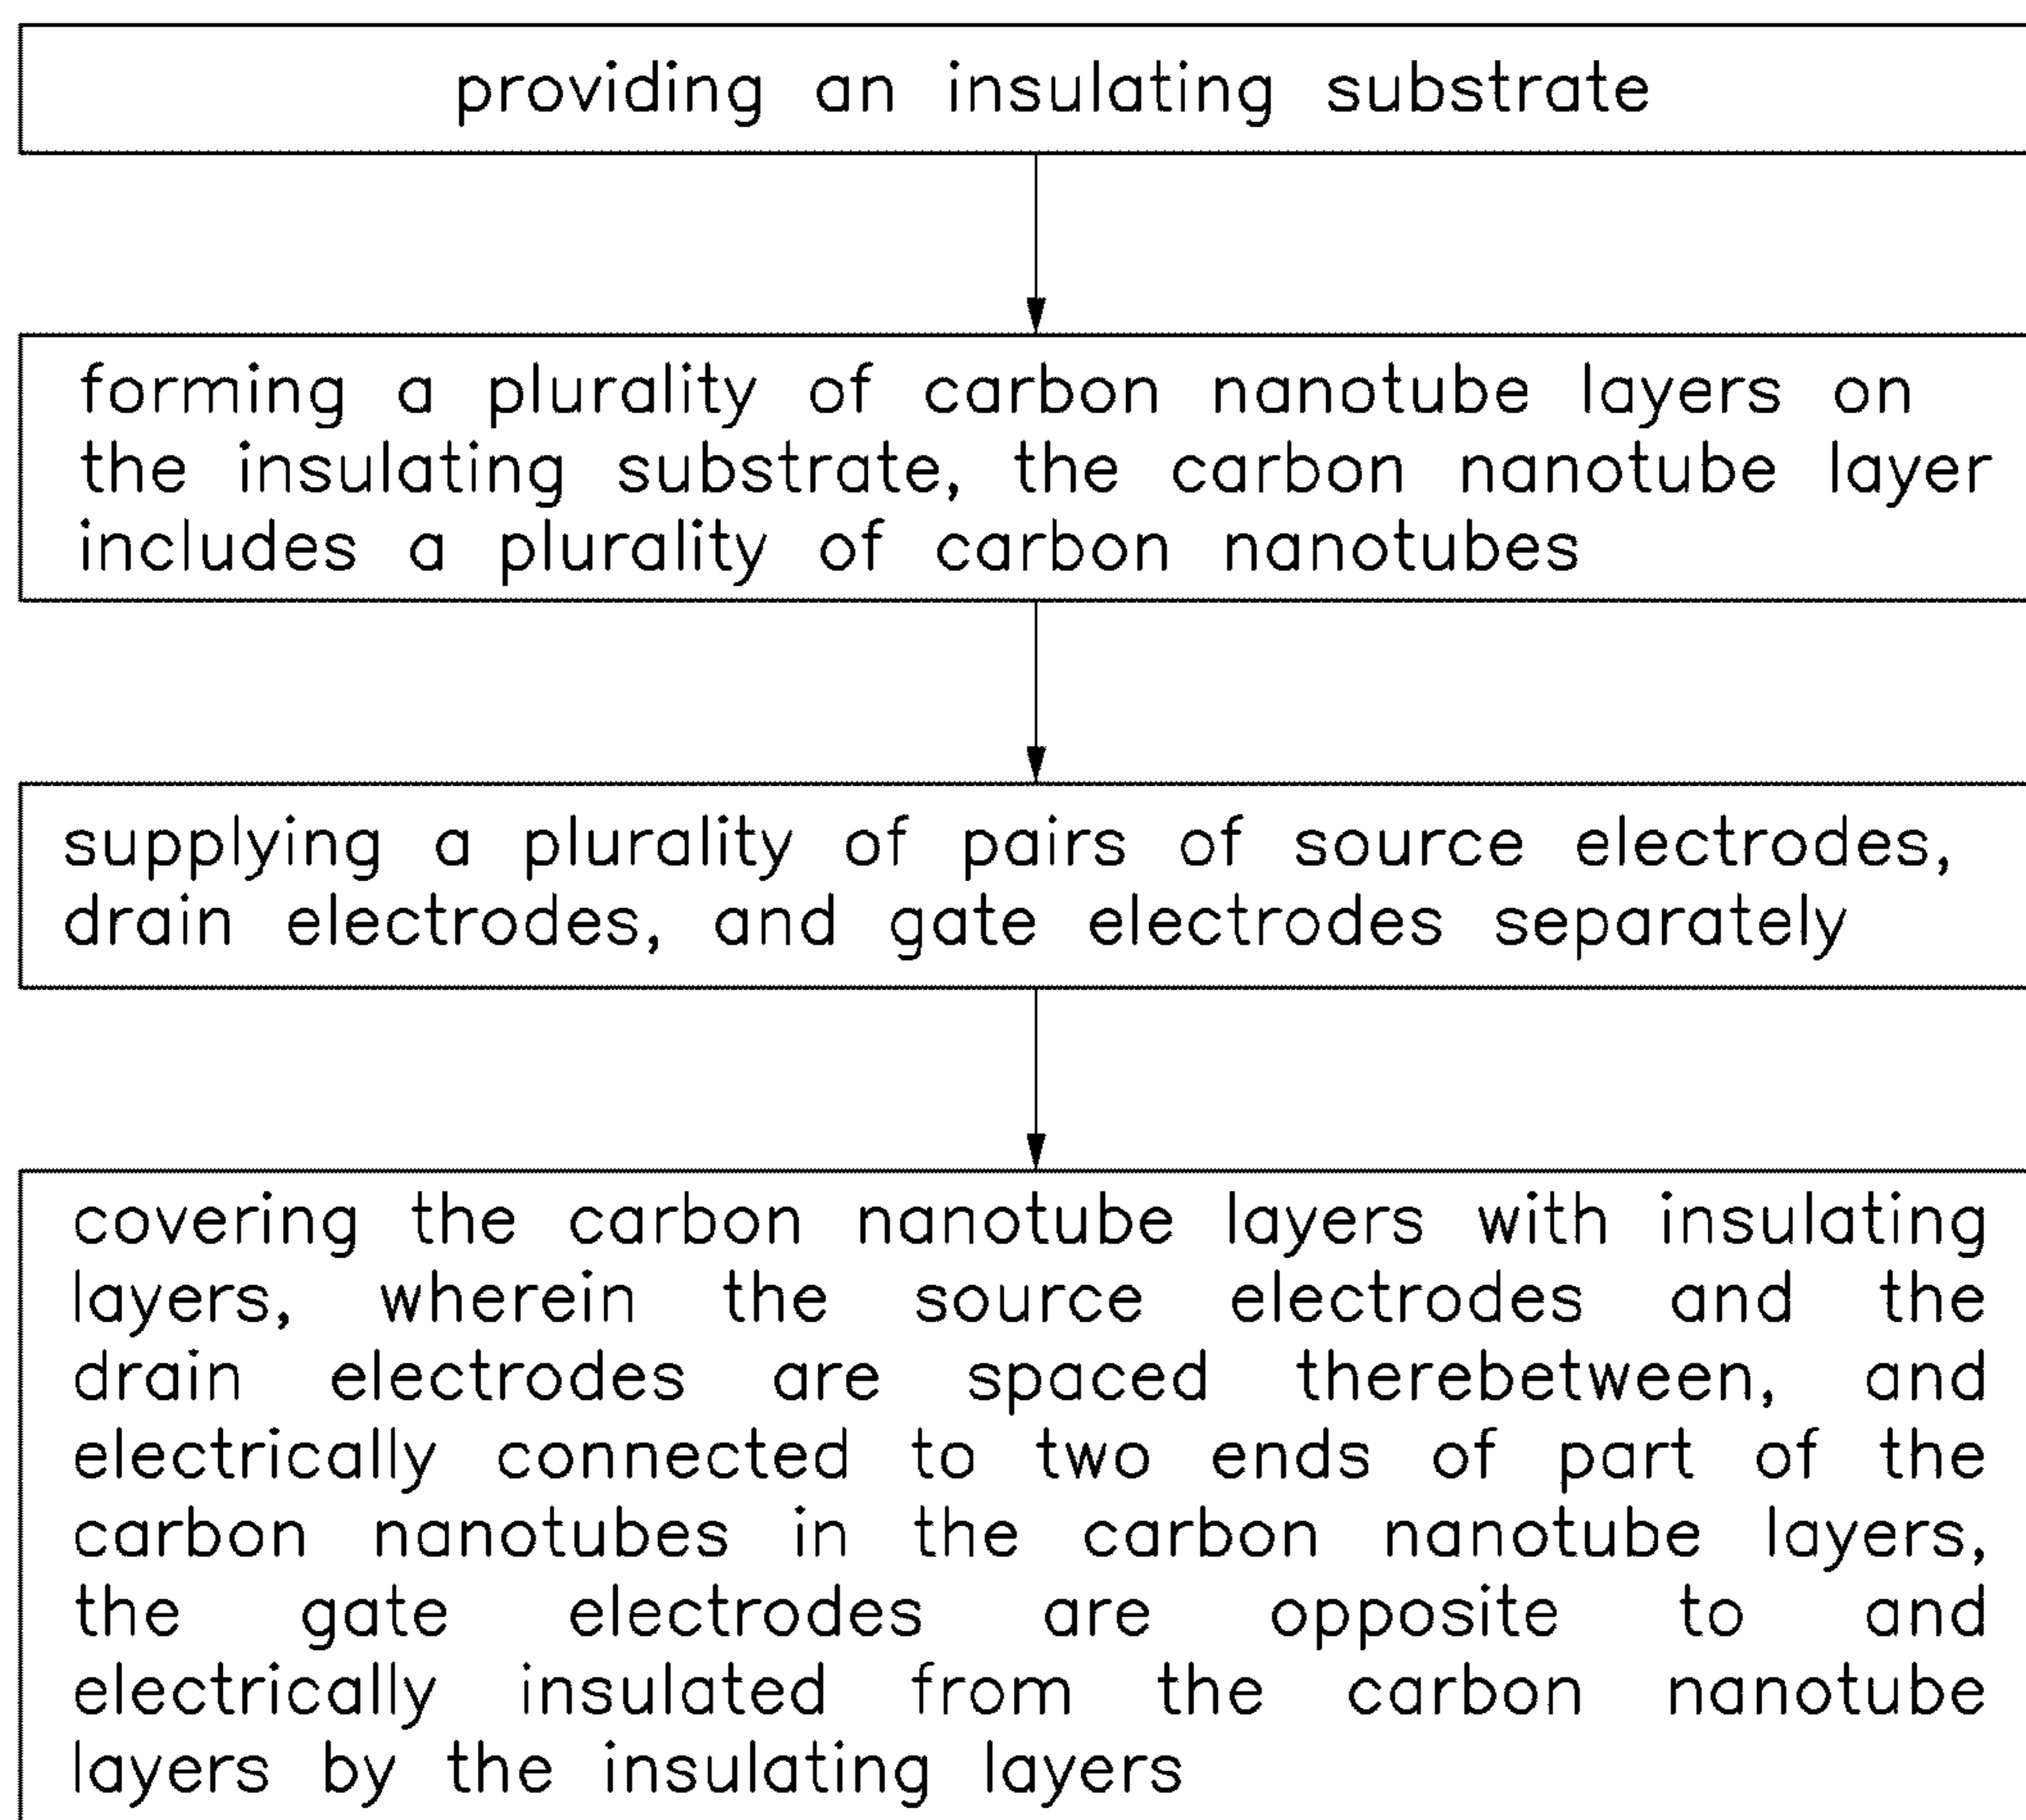 providing an insulating substrate
forming a plurality of carbon nanotube layers on
the insulating substrate, the carbon nanotube layer
includes a plurality of carbon nanotubes
supplying a plurality of pairs of source electrodes,
drain electrodes, and gate electrodes separately
covering the carbon nanotube layers with insulating
layers, wherein the source electrodes and the
drain electrodes are spaced therebetween, and
electrically connected to two ends of part of the
carbon nanotubes in the carbon nanotube layers,
the gate electrodes are opposite to and
electrically insulated from the carbon nanotube
layers by the insulating layers